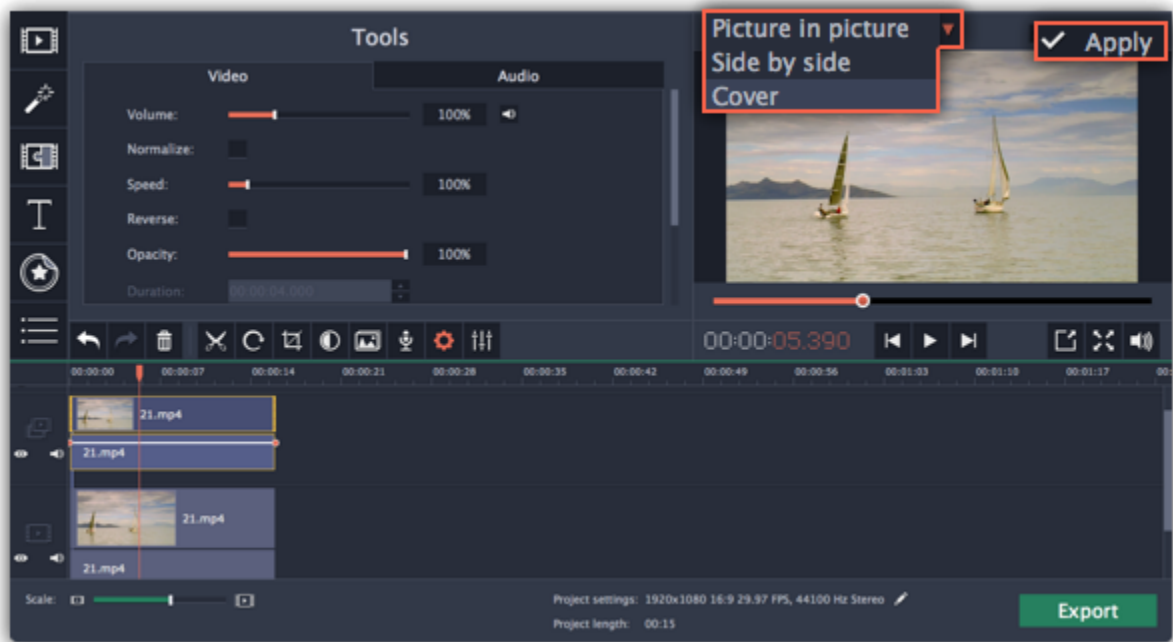 Tools
Video
Audio
Volume:
100%
Normalize:
Speed:
100%
Reverse:
Opacity:
100%
Duration:
00:00:04.000
Picture in picture
Side by side
Cover
Apply
T
00:00:05.390
00:00:00 00:00:07 00:00:14 00:00:21 00:00:28 00:00:35 00:00:42 00:00:49 00:00:56 00:01:03 00:01:10 00:01:17 00:
21.mp4
21.mp4
21.mp4
21.mp4
Scale:
Project settings: 1920x1080 16:9 29.97 FPS, 44100 Hz Stereo
Project length: 00:15
Export